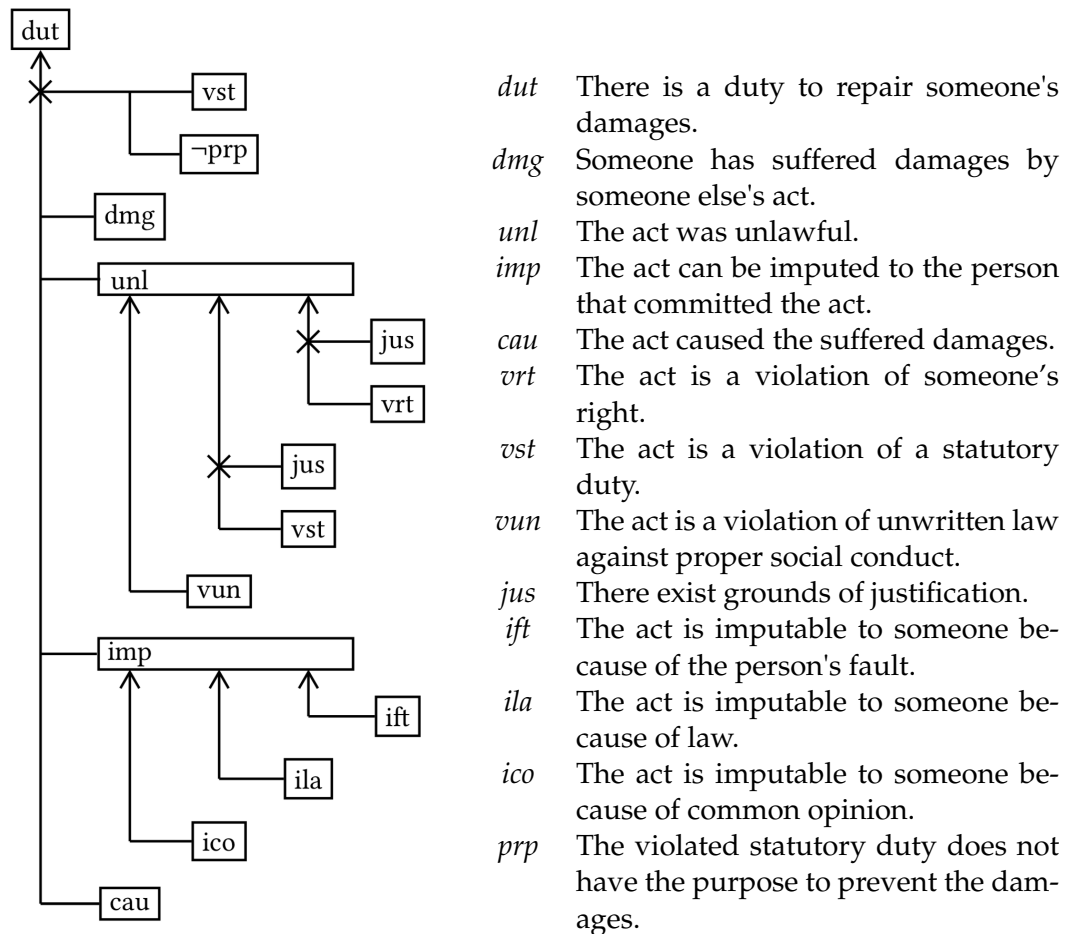 dut
vst
¬prp
dmg
unl
jus
vrt
jus
vst
vun
imp
ift
ila
ico
cau
dut There is a duty to repair someone's
damages.
dmg Someone has suffered damages by
someone else's act.
unl The act was unlawful.
imp The act can be imputed to the person
that committed the act.
cau The act caused the suffered damages.
vrt The act is a violation of someone’s
right.
vst The act is a violation of a statutory
duty.
vun The act is a violation of unwritten law
against proper social conduct.
jus There exist grounds of justification.
ift The act is imputable to someone be-
cause of the person's fault.
ila The act is imputable to someone be-
cause of law.
ico The act is imputable to someone be-
cause of common opinion.
prp The violated statutory duty does not
have the purpose to prevent the dam-
ages.